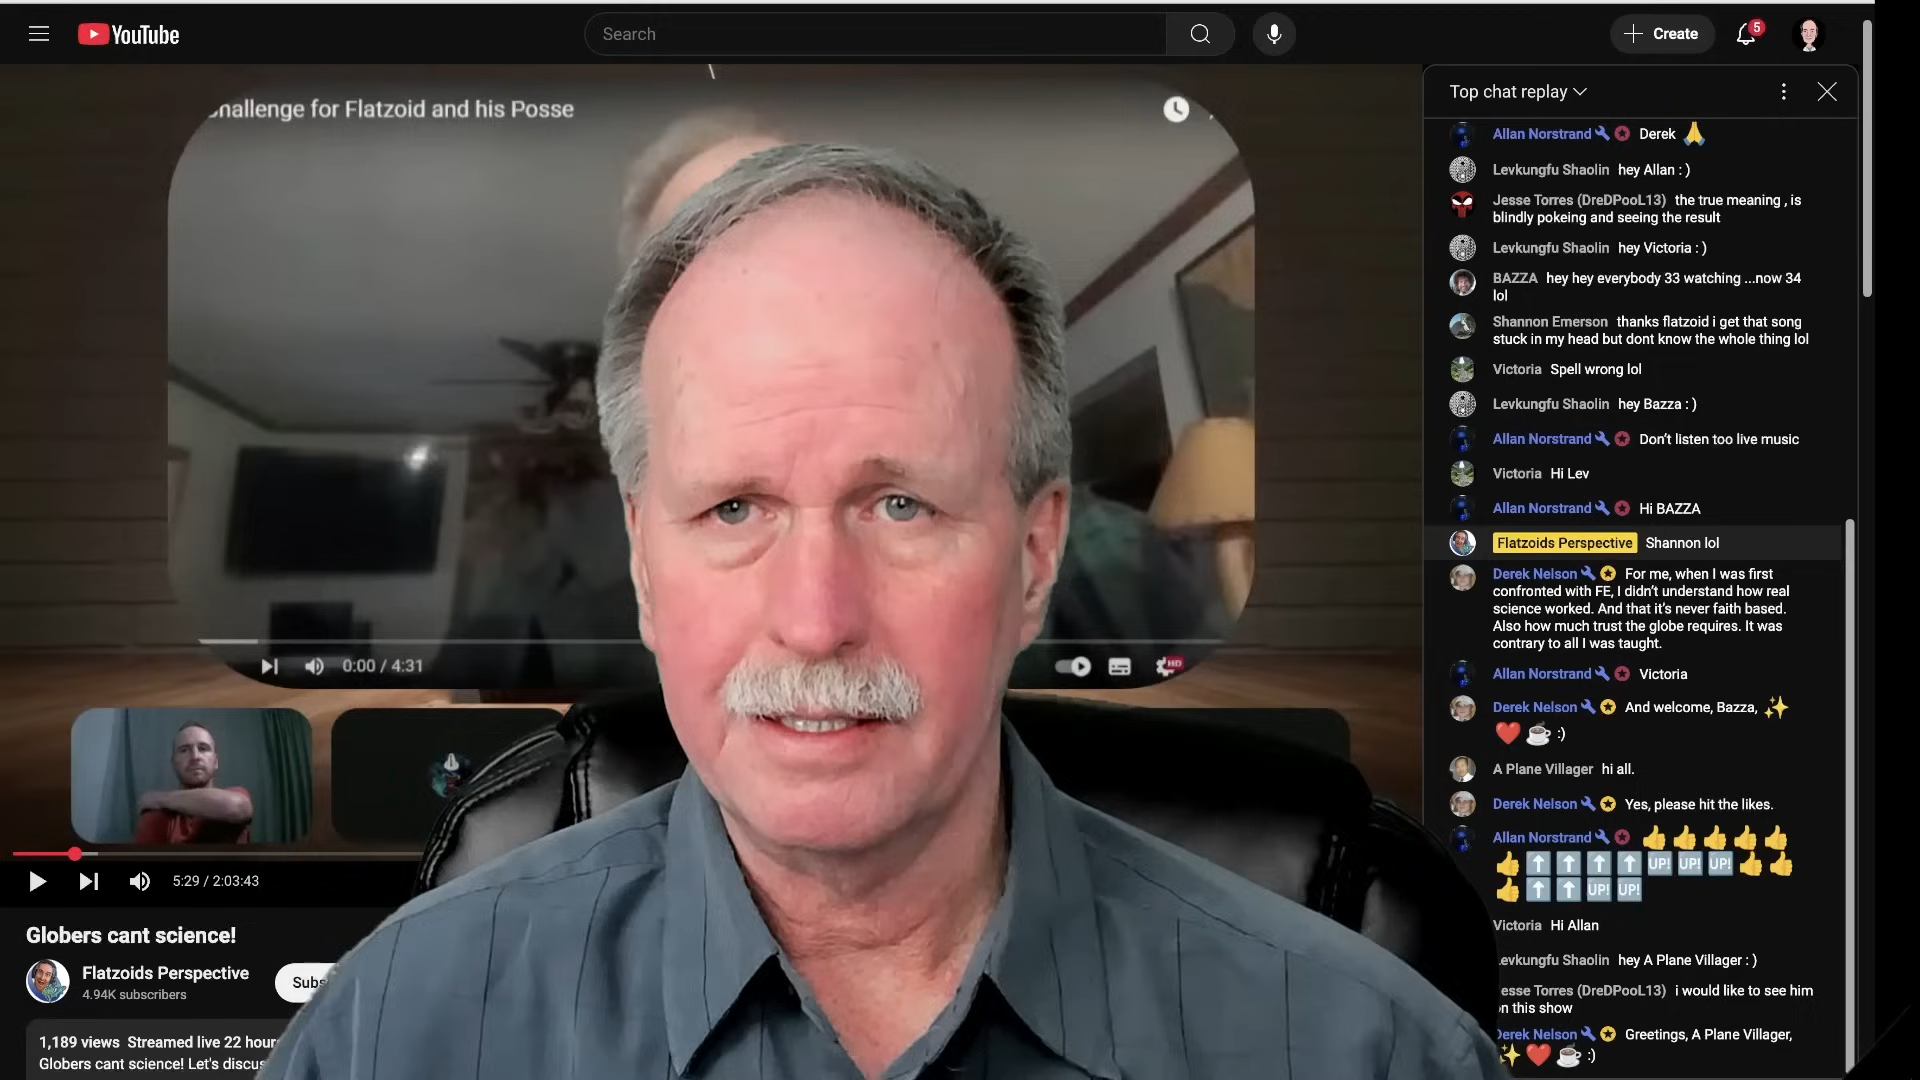 YouTube
Search
Create
5
hallenge for Flatzoid and his Posse
0:00 / 4:31
HD
5:29 / 2:03:43
Globers cant science!
Flatzoids Perspective
4.94K subscribers
Subs
1,189 views Streamed live 22 hour
Globers cant science! Let's discus
Top chat replay
Allan Norstrand Derek 🙏
Levkungfu Shaolin hey Allan : )
Jesse Torres (DreDPooL13) the true meaning , is
blindly pokeing and seeing the result
Levkungfu Shaolin hey Victoria : )
BAZZA hey hey everybody 33 watching ...now 34
lol
Shannon Emerson thanks flatzoid i get that song
stuck in my head but dont know the whole thing lol
Victoria Spell wrong lol
Levkungfu Shaolin hey Bazza : )
Allan Norstrand Don't listen too live music
Victoria Hi Lev
Allan Norstrand Hi BAZZA
Flatzoids Perspective Shannon lol
Derek Nelson For me, when I was first
confronted with FE, I didn't understand how real
science worked. And that it's never faith based.
Also how much trust the globe requires. It was
contrary to all I was taught.
Allan Norstrand Victoria
Derek Nelson And welcome, Bazza, ✨
❤️☕ :)
A Plane Villager hi all.
Derek Nelson Yes, please hit the likes.
Allan Norstrand 👍👍👍👍👍
👍⬆️⬆️⬆️⬆️🆙🆙🆙👍👍
👍⬆️⬆️🆙🆙
Victoria Hi Allan
evkungfu Shaolin hey A Plane Villager : )
esse Torres (DreDPooL13) i would like to see him
on this show
Derek Nelson Greetings, A Plane Villager,
✨❤️☕ :)